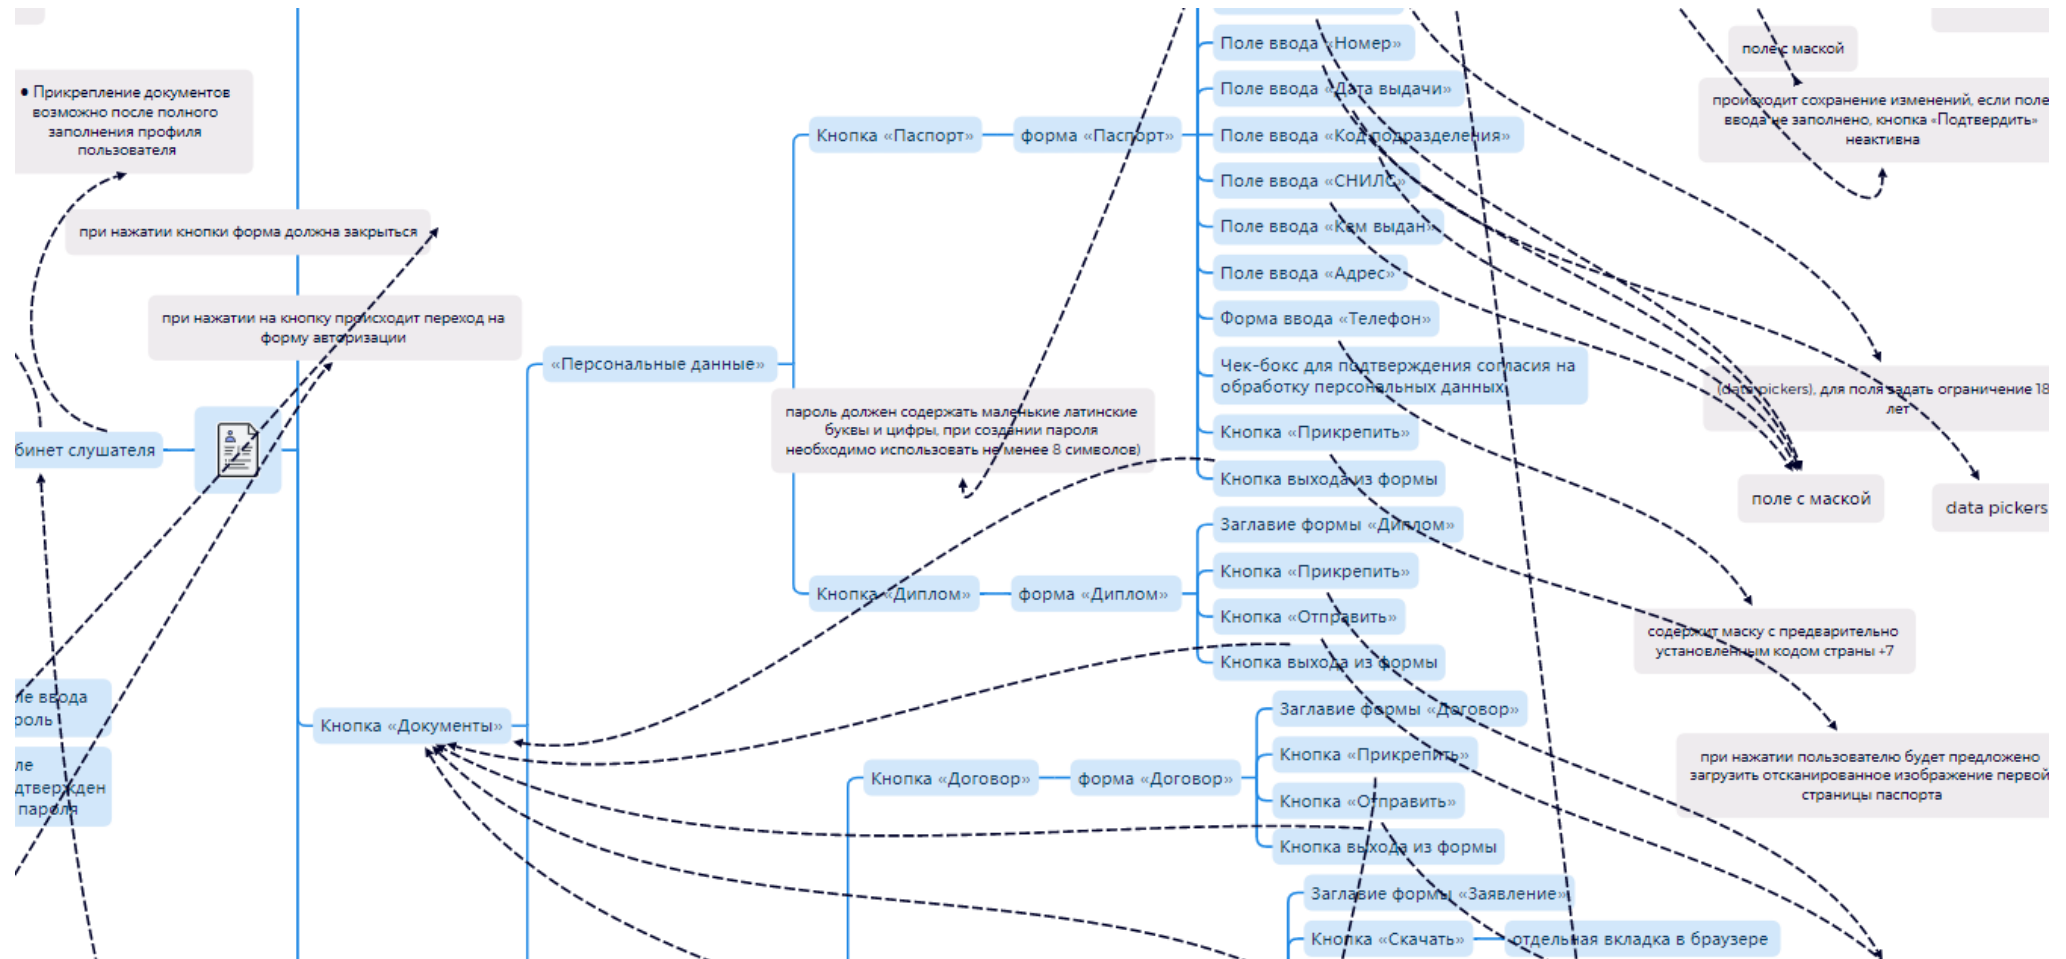 • Прикрепление документов
возможно после полного
заполнения профиля
пользователя
при нажатии кнопки форма должна закрыться
при нажатии на кнопку происходит переход на
форму авторизации
бинет слушателя
ле ввода
роль
ле
дтвержден
пароля
Кнопка «Документы»
«Персональные данные»
Кнопка «Паспорт»
форма «Паспорт»
Поле ввода «Номер»
Поле ввода «Дата выдачи»
Поле ввода «Код подразделения»
Поле ввода «СНИЛС»
Поле ввода «Кем выдан»
Поле ввода «Адрес»
Форма ввода «Телефон»
Чек-бокс для подтверждения согласия на
обработку персональных данных
Кнопка «Прикрепить»
Кнопка выхода из формы
пароль должен содержать маленькие латинские
буквы и цифры, при создании пароля
необходимо использовать не менее 8 символов)
Кнопка «Диплом»
форма «Диплом»
Заглавие формы «Диплом»
Кнопка «Прикрепить»
Кнопка «Отправить»
Кнопка выхода из формы
Кнопка «Договор»
форма «Договор»
Заглавие формы «Договор»
Кнопка «Прикрепить»
Кнопка «Отправить»
Кнопка выхода из формы
Заглавие формы «Заявление»
Кнопка «Скачать»
отдельная вкладка в браузере
поле с маской
происходит сохранение изменений, если поле
ввода не заполнено, кнопка «Подтвердить»
неактивна
(data pickers), для поля задать ограничение 18
лет
поле с маской
data pickers
содержит маску с предварительно
установленным кодом страны +7
при нажатии пользователю будет предложено
загрузить отсканированное изображение первой
страницы паспорта